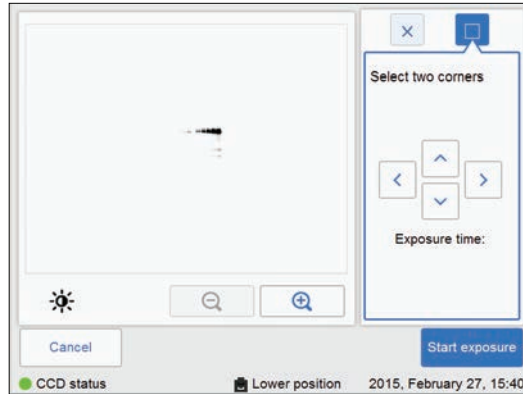 Select two corners
Exposure time:
Cancel
Start exposure
CCD status
Lower position
2015, February 27, 15:40